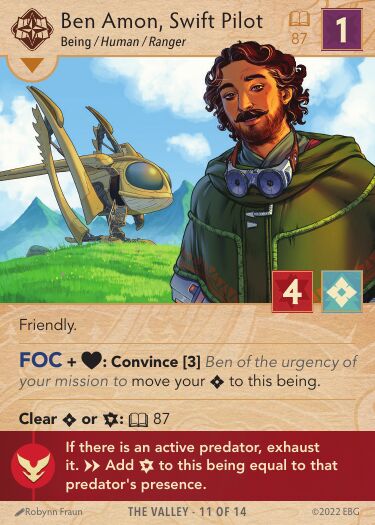 Ben Amon, Swift Pilot
87
1
Being / Human / Ranger
4
Friendly.
FOC + : Convince [3] Ben of the urgency
of your mission to move your to this being.
Clear or : 87
If there is an active predator, exhaust
it. Add to this being equal to that
predator's presence.
Robynn Fraun
THE VALLEY - 11 OF 14
©2022 EBG